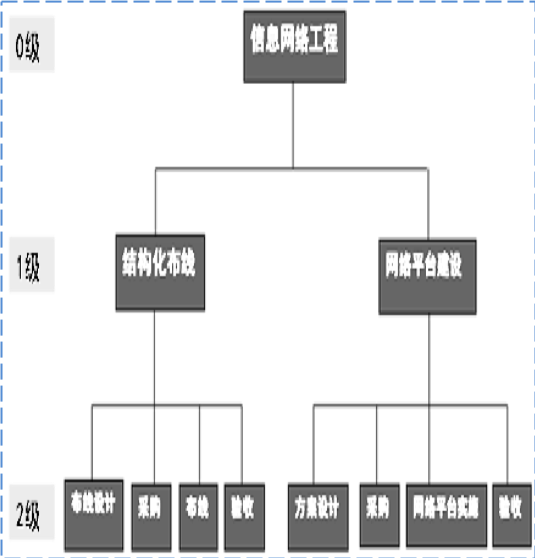 0级
信息网络工程
1级
结构化布线
网络平台建设
2级
布线设计
采购
布线
验收
方案设计
采购
网络平台实施
验收